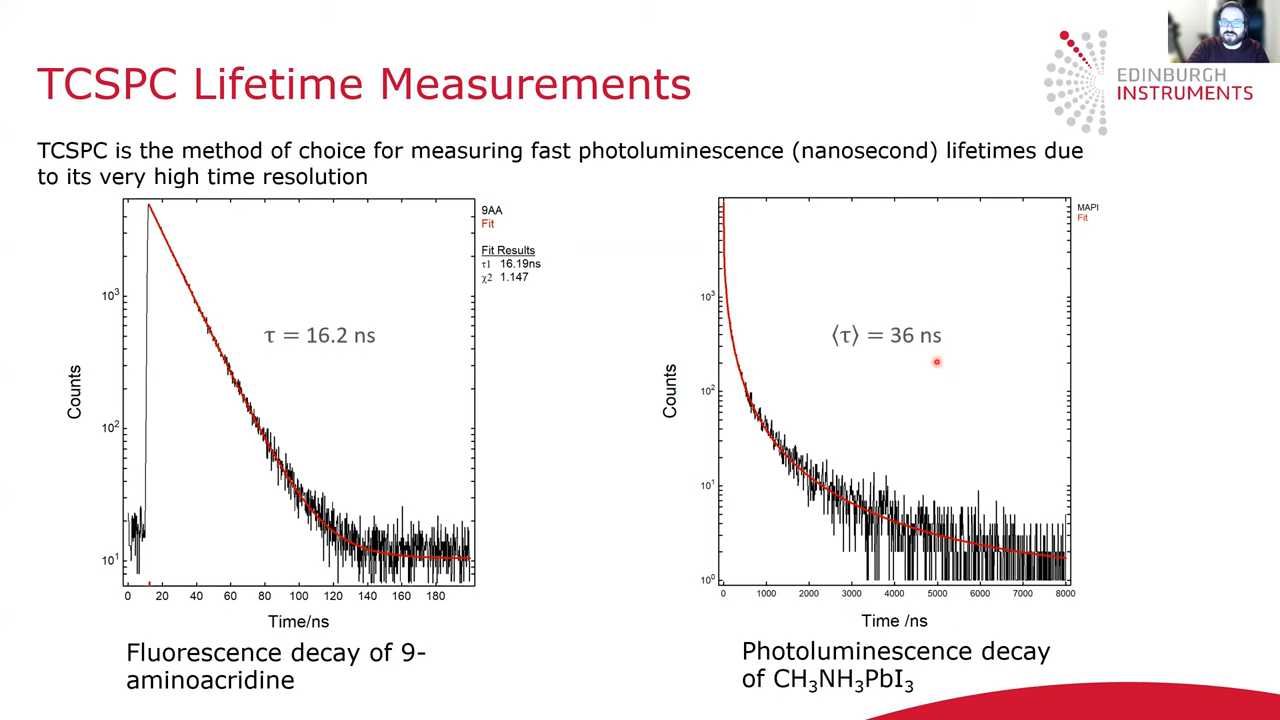 TCSPC Lifetime Measurements
EDINBURGH
INSTRUMENTS
TCSPC is the method of choice for measuring fast photoluminescence (nanosecond) lifetimes due
to its very high time resolution
9AA
Fit
Fit Results
τ1 16.19ns
χ2 1.147
τ = 16.2 ns
10³
10²
10¹
Counts
0 20 40 60 80 100 120 140 160 180
Time/ns
Fluorescence decay of 9-
aminoacridine
MAPI
Fit
⟨τ⟩ = 36 ns
10³
10²
10¹
10⁰
Counts
0 1000 2000 3000 4000 5000 6000 7000 8000
Time /ns
Photoluminescence decay
of CH₃NH₃PbI₃